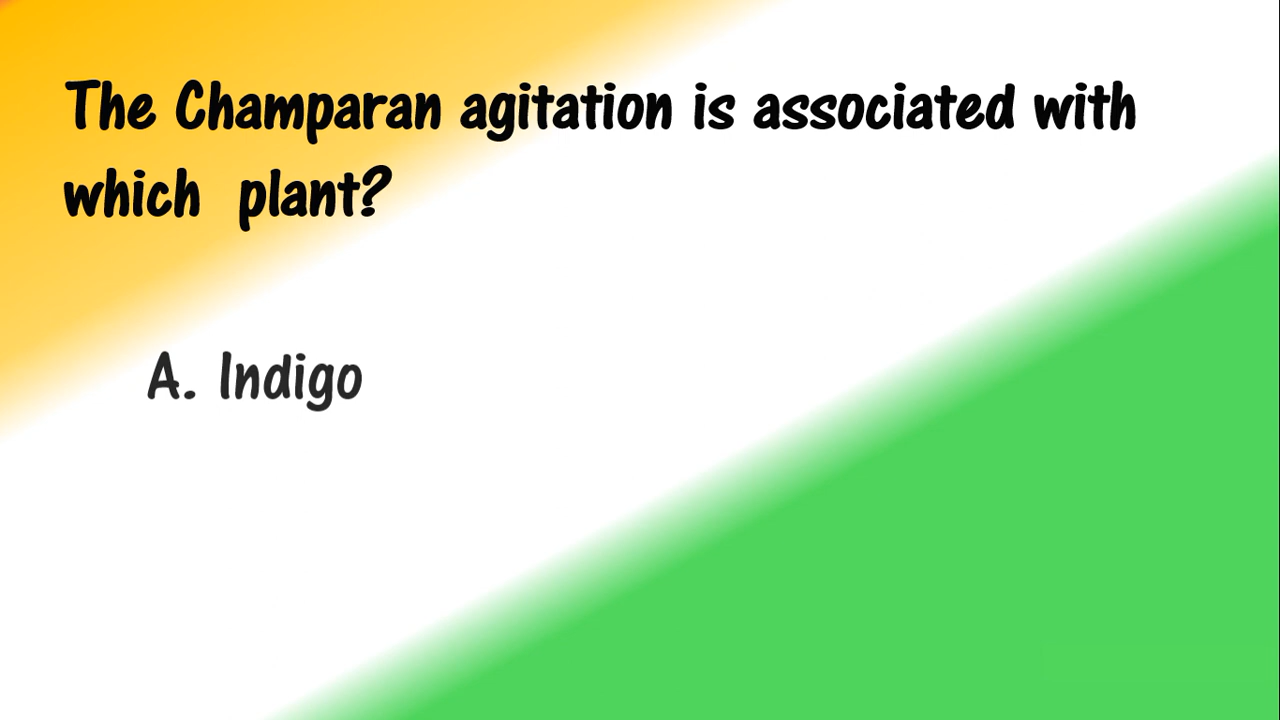 The Champaran agitation is associated with
which plant?
A. Indigo